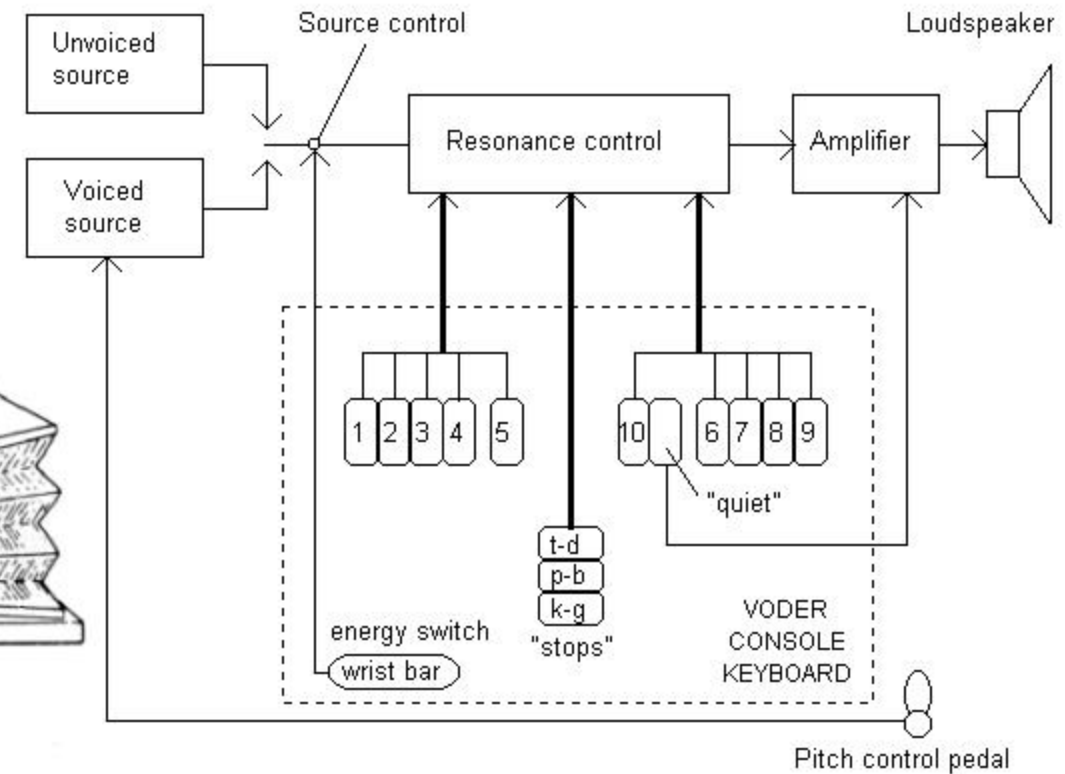 Source control
Loudspeaker
Unvoiced
source
Resonance control
Amplifier
Voiced
source
1 2 3 4 5
10 6 7 8 9
"quiet"
t-d
p-b
k-g
"stops"
energy switch
wrist bar
VODER
CONSOLE
KEYBOARD
Pitch control pedal